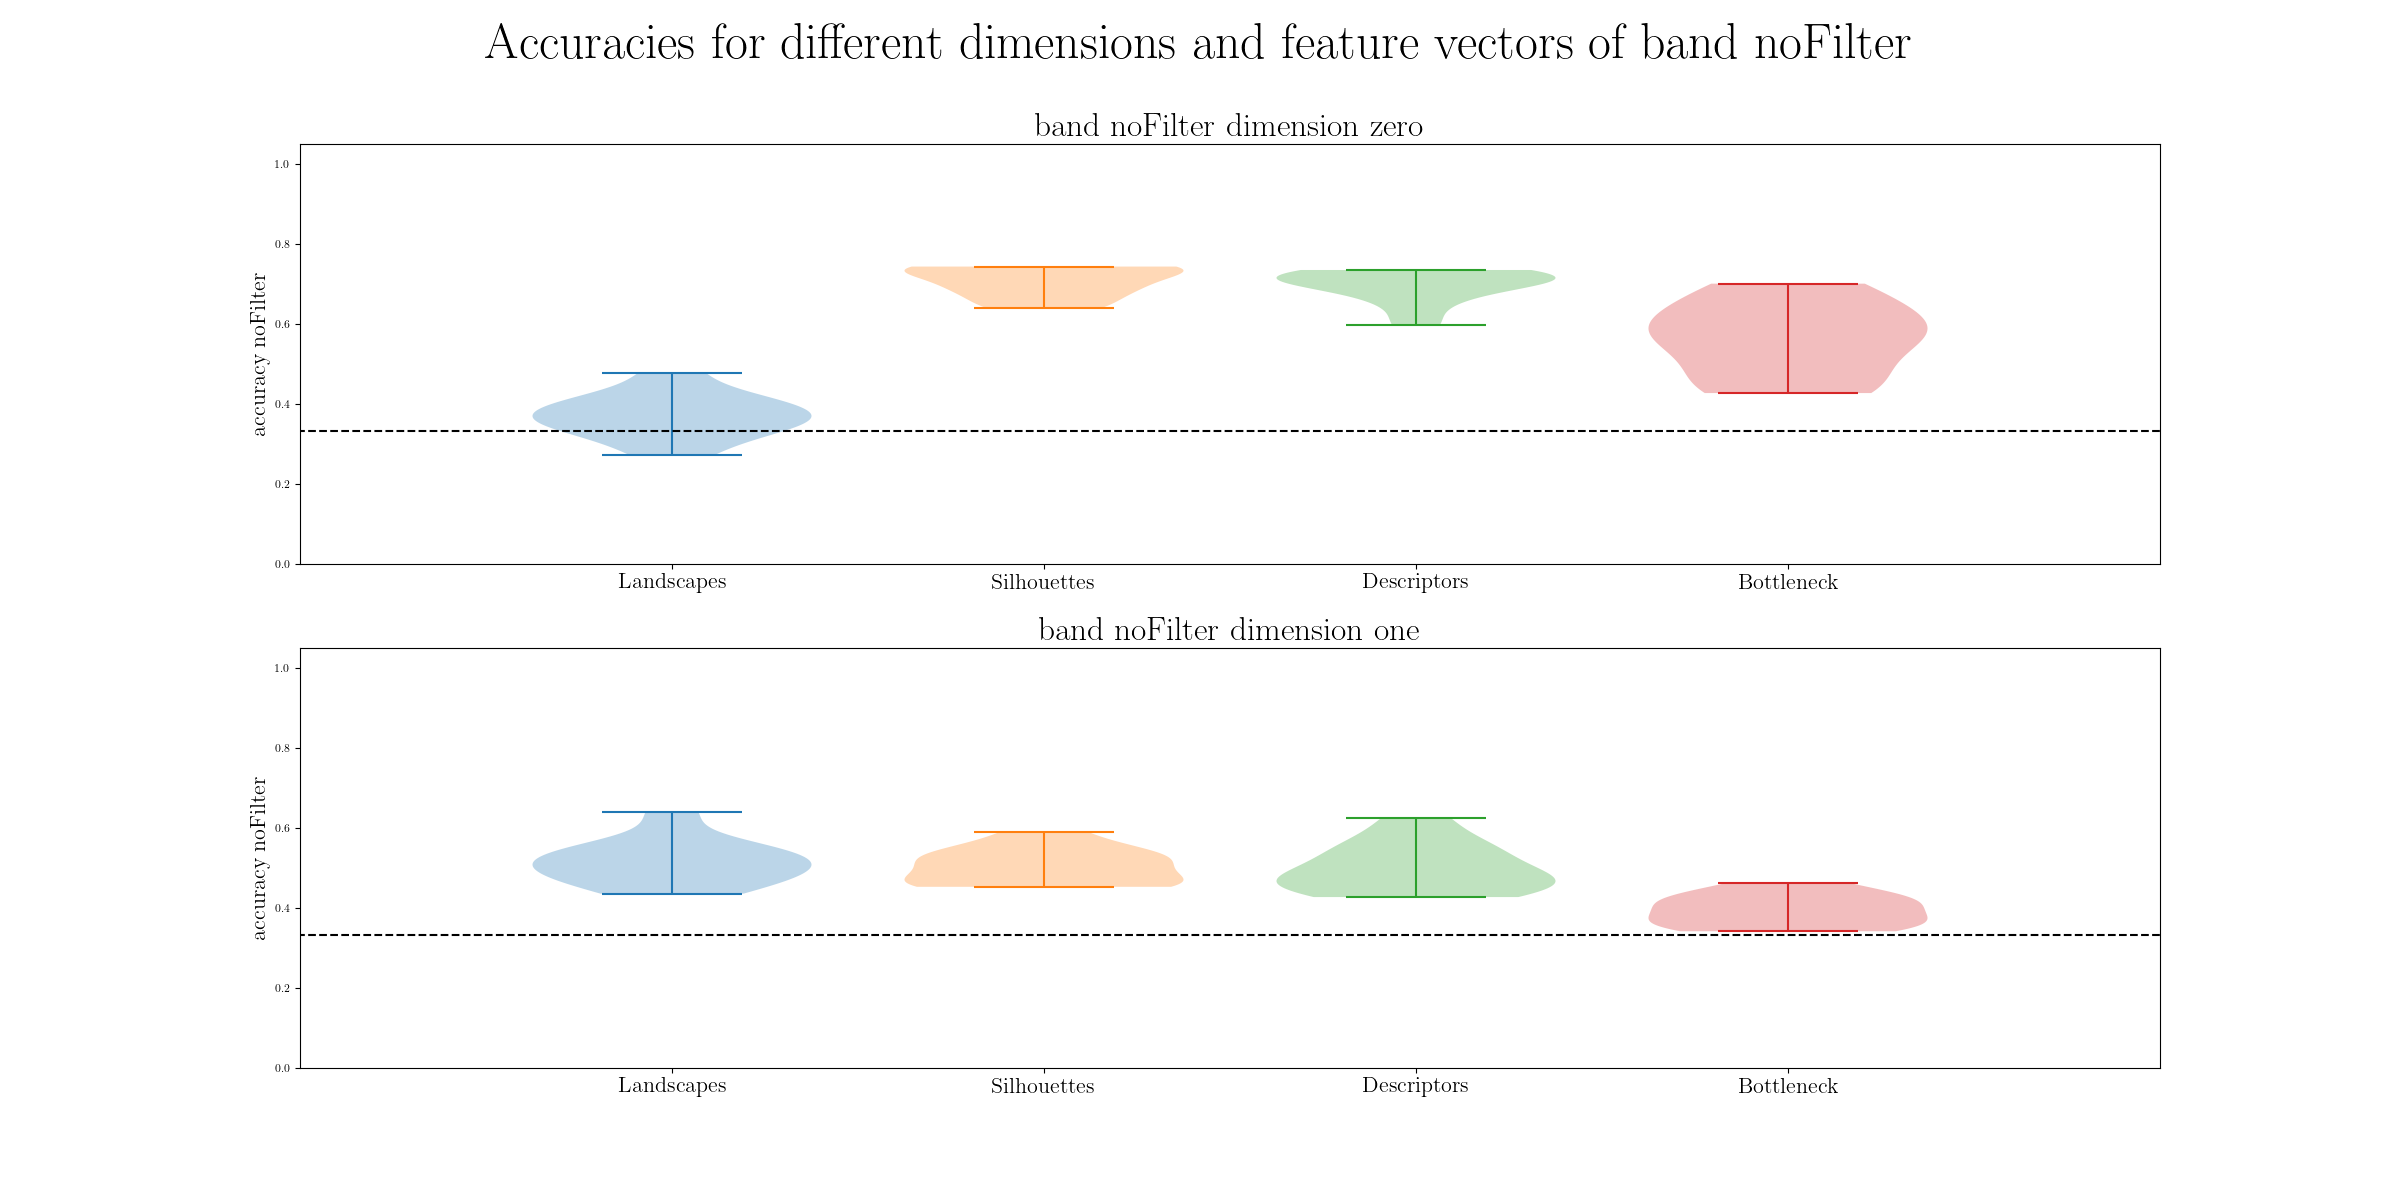 Accuracies for different dimensions and feature vectors of band noFilter
band noFilter dimension zero
accuracy noFilter
1.0
0.8
0.6
0.4
0.2
0.0
Landscapes Silhouettes Descriptors Bottleneck
band noFilter dimension one
accuracy noFilter
1.0
0.8
0.6
0.4
0.2
0.0
Landscapes Silhouettes Descriptors Bottleneck